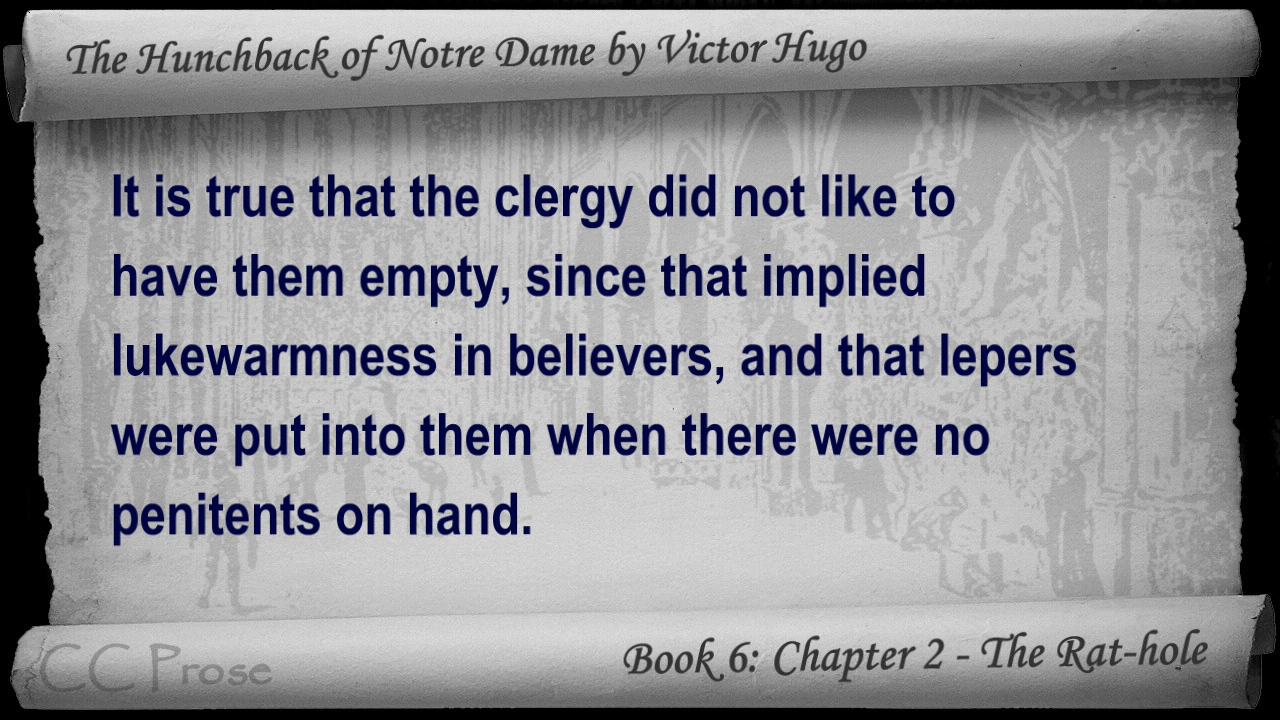 The Hunchback of Notre Dame by Victor Hugo
It is true that the clergy did not like to
have them empty, since that implied
lukewarmness in believers, and that lepers
were put into them when there were no
penitents on hand.
CC Prose
Book 6: Chapter 2 - The Rat-hole